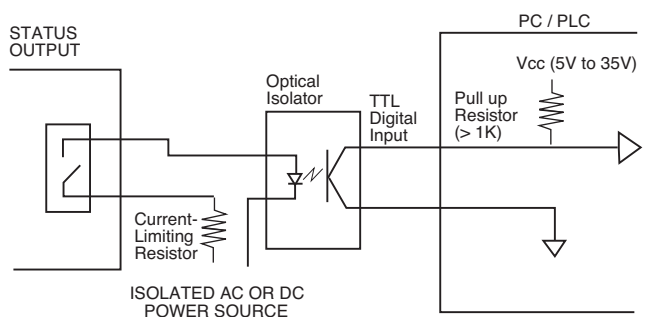 STATUS
OUTPUT
PC / PLC
Vcc (5V to 35V)
Optical
Isolator
TTL
Digital
Input
Pull up
Resistor
(> 1K)
Current-
Limiting
Resistor
ISOLATED AC OR DC
POWER SOURCE